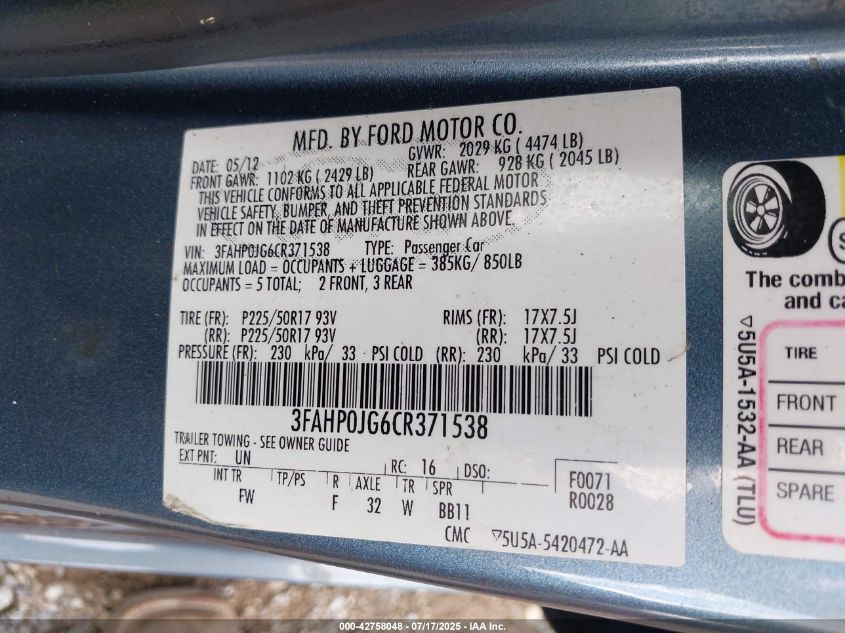 MFD. BY FORD MOTOR CO.
DATE: 05/12
GVWR: 2029 KG ( 4474 LB)
FRONT GAWR: 1102 KG ( 2429 LB)
REAR GAWR: 928 KG ( 2045 LB)
THIS VEHICLE CONFORMS TO ALL APPLICABLE FEDERAL MOTOR
VEHICLE SAFETY, BUMPER, AND THEFT PREVENTION STANDARDS
IN EFFECT ON THE DATE OF MANUFACTURE SHOWN ABOVE.
VIN: 3FAHP0JG6CR371538 TYPE: Passenger Car
MAXIMUM LOAD = OCCUPANTS + LUGGAGE = 385KG/ 850LB
OCCUPANTS = 5 TOTAL; 2 FRONT, 3 REAR
TIRE (FR): P225/50R17 93V RIMS (FR): 17X7.5J
(RR): P225/50R17 93V (RR): 17X7.5J
PRESSURE (FR): 230 kPa/ 33 PSI COLD (RR): 230 kPa/ 33 PSI COLD
3FAHP0JG6CR371538
TRAILER TOWING - SEE OWNER GUIDE
EXT PNT: UN RC: 16 DSO:
INT TR TP/PS R AXLE TR SPR
FW F 32 W BB11
F0071
R0028
CMC ▽5U5A-5420472-AA
The comb
and ca
TIRE
FRONT
REAR
SPARE
▽5U5A-1532-AA (TLU)
000-42758048 - 07/17/2025 - IAA Inc.